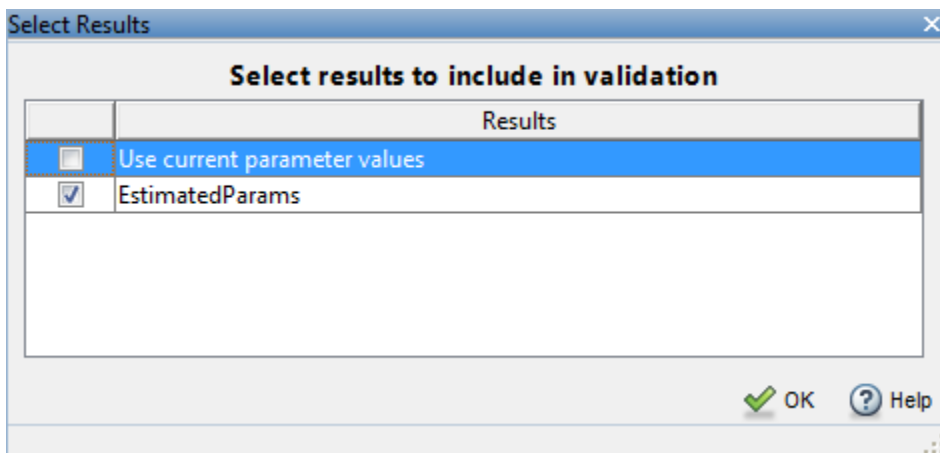 Select Results
Select results to include in validation
Results
Use current parameter values
EstimatedParams
OK Help